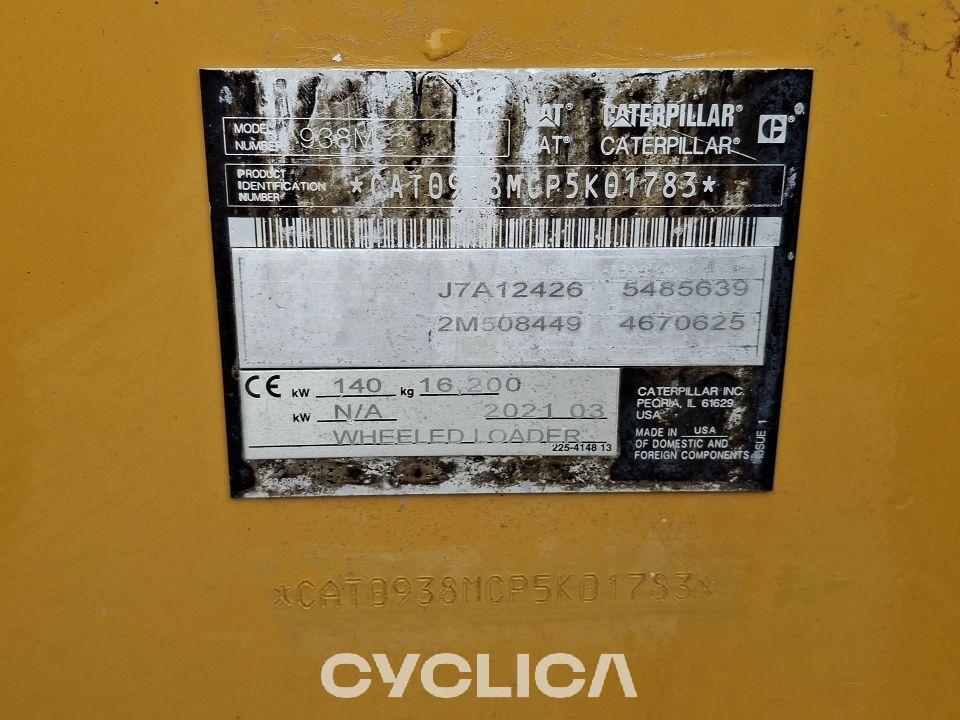 CAT® CATERPILLAR®
MODEL NUMBER 938M
CAT® CATERPILLAR®
PRODUCT IDENTIFICATION NUMBER *CAT0938MCP5K01783*
J7A12426 5485639
2M508449 4670625
CE kW 140 kg 16,200
kW N/A 2021 03
WHEELED LOADER
225-4148 13
CATERPILLAR INC.
PEORIA, IL 61629
USA
MADE IN USA
OF DOMESTIC AND
FOREIGN COMPONENTS
ISSUE 1
*CAT0938MCP5K01783*
CYCLICA